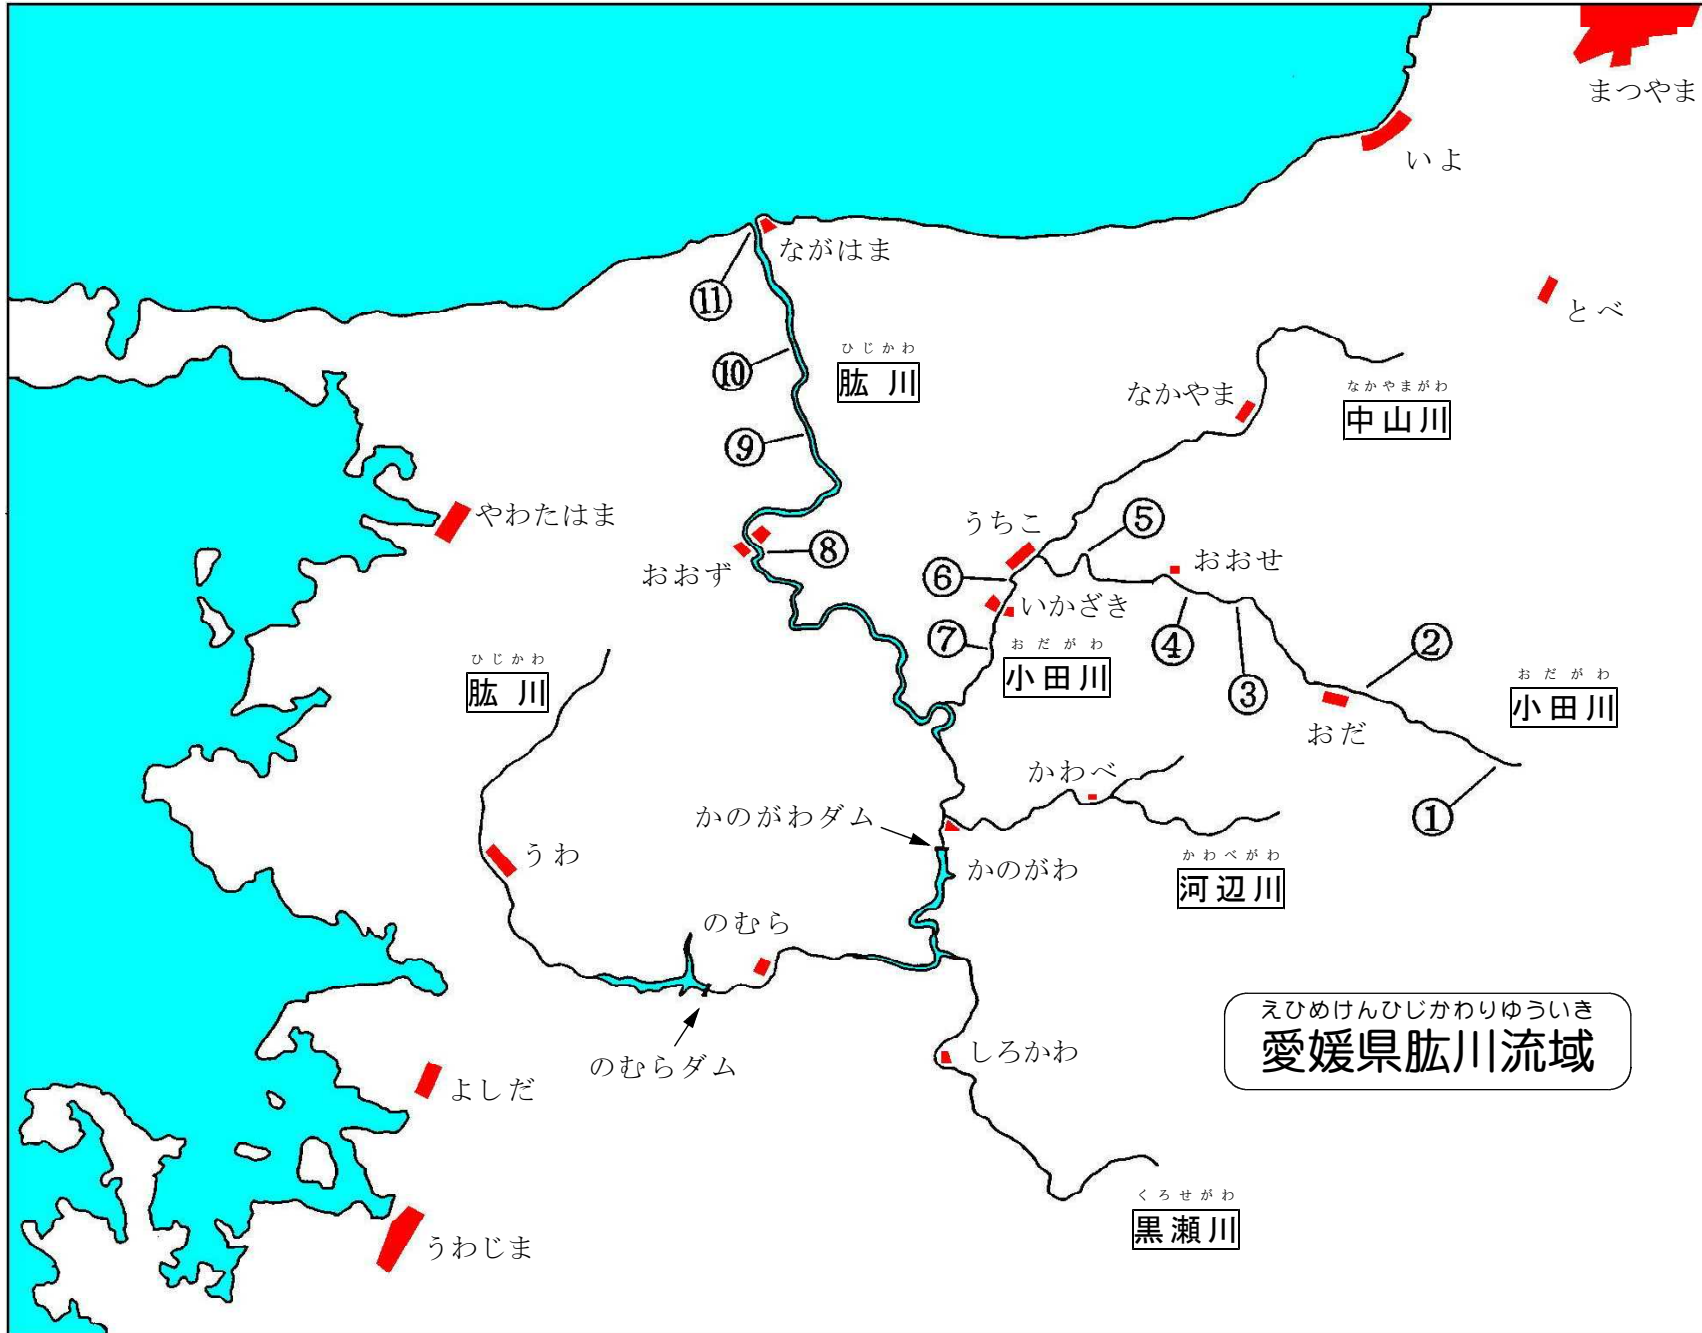 まつやま
いよ
ながはま
⑪
とべ
ひじかわ
肱川
⑩
なかやまがわ
中山川
なかやま
⑨
やわたはま
うちこ
⑤
⑧
おおず
⑥
おおせ
いかざき
⑦
④
②
おだがわ
小田川
ひじかわ
肱川
③
おだがわ
小田川
おだ
かわべ
①
かのがわダム
うわ
かのがわ
かわべがわ
河辺川
のむら
えひめけんひじかわりゆういき
愛媛県肱川流域
しろかわ
のむらダム
よしだ
くろせがわ
黒瀬川
うわじま